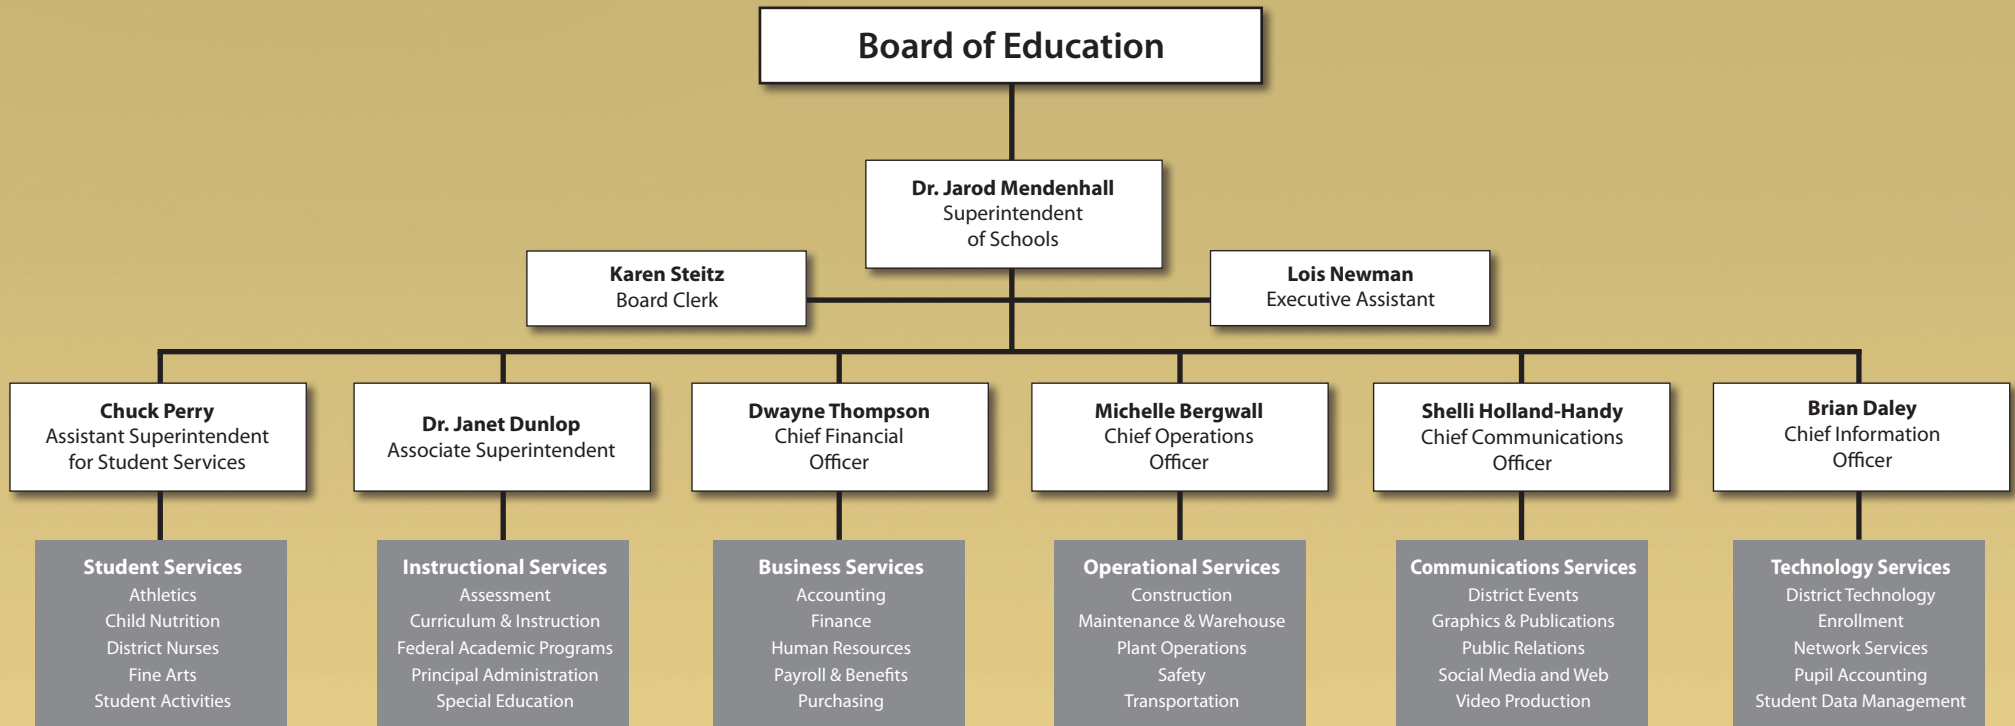 Board of Education
Dr. Jarod Mendenhall
Superintendent
of Schools
Karen Steitz
Board Clerk
Lois Newman
Executive Assistant
Chuck Perry
Assistant Superintendent
for Student Services
Dr. Janet Dunlop
Associate Superintendent
Dwayne Thompson
Chief Financial
Officer
Michelle Bergwall
Chief Operations
Officer
Shelli Holland-Handy
Chief Communications
Officer
Brian Daley
Chief Information
Officer
Student Services
Athletics
Child Nutrition
District Nurses
Fine Arts
Student Activities
Instructional Services
Assessment
Curriculum & Instruction
Federal Academic Programs
Principal Administration
Special Education
Business Services
Accounting
Finance
Human Resources
Payroll & Benefits
Purchasing
Operational Services
Construction
Maintenance & Warehouse
Plant Operations
Safety
Transportation
Communications Services
District Events
Graphics & Publications
Public Relations
Social Media and Web
Video Production
Technology Services
District Technology
Enrollment
Network Services
Pupil Accounting
Student Data Management